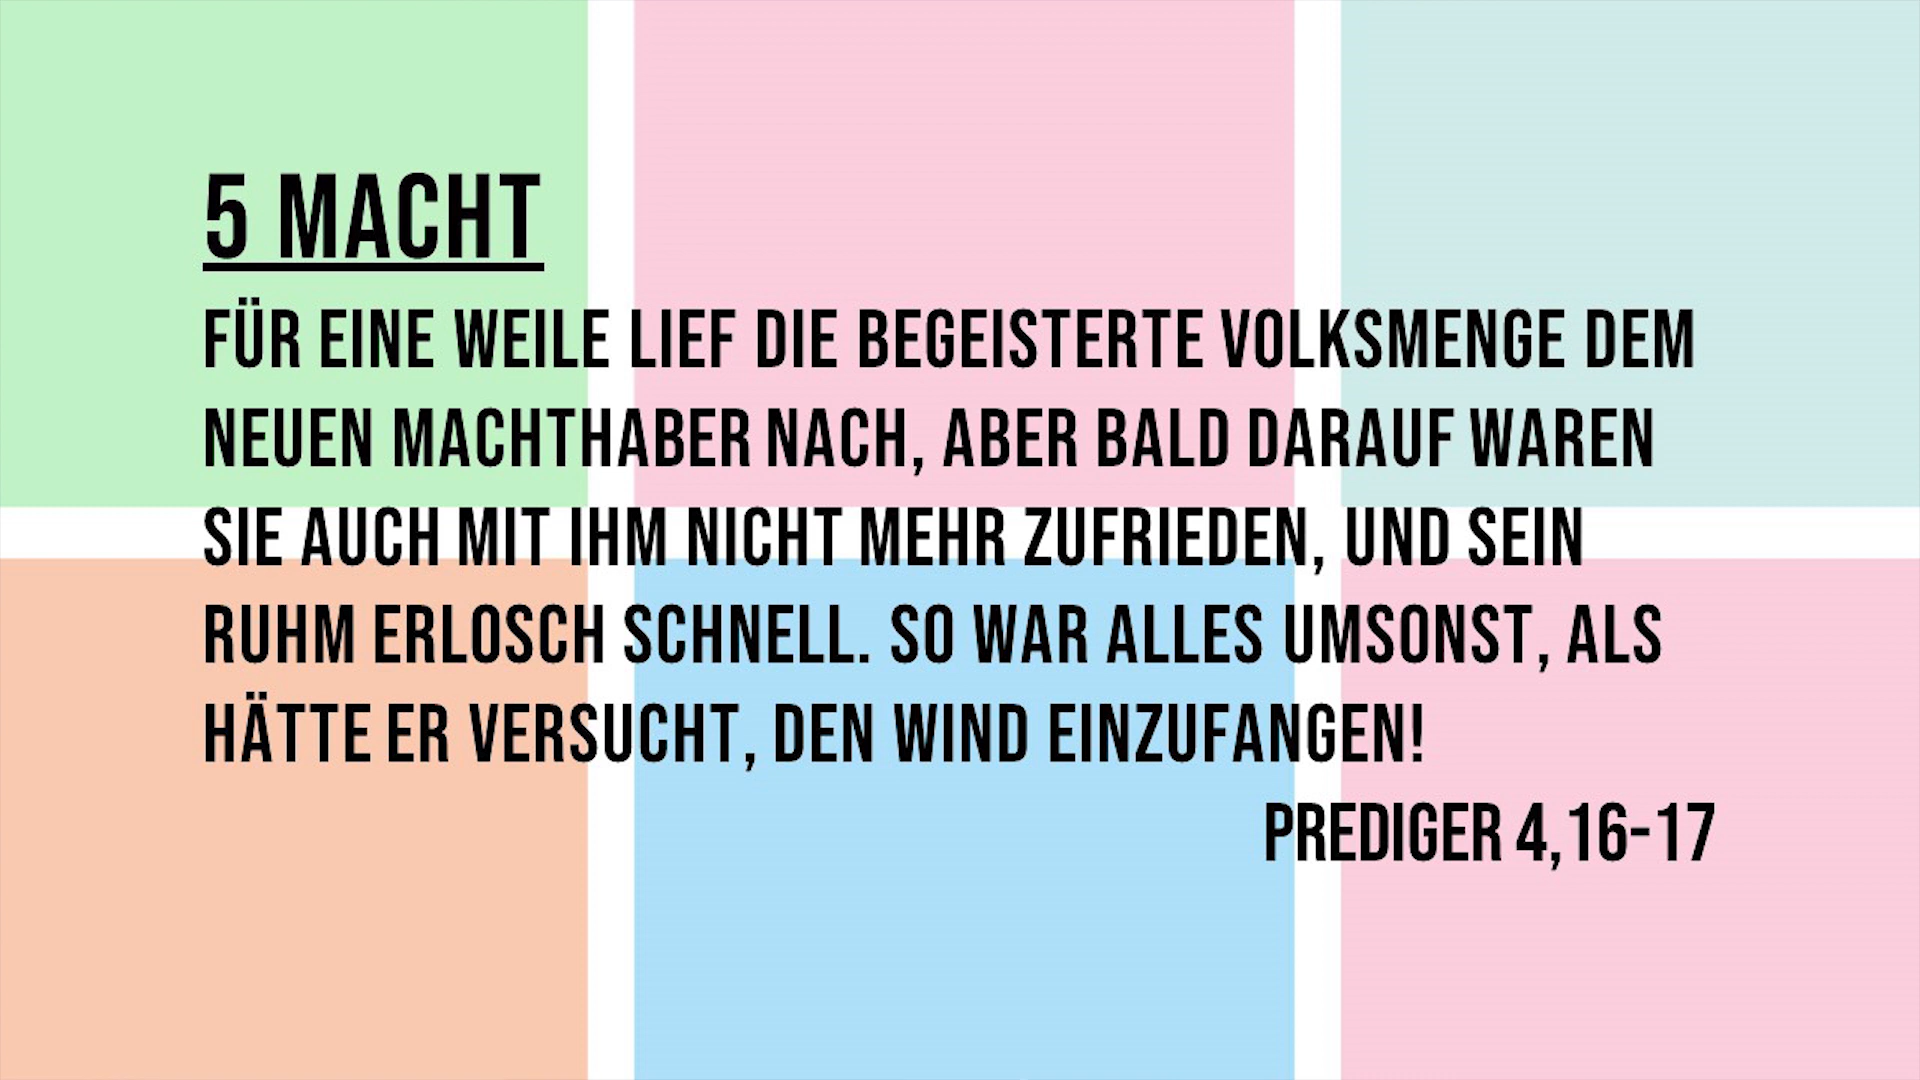 5 MACHT
FÜR EINE WEILE LIEF DIE BEGEISTERTE VOLKSMENGE DEM
NEUEN MACHTHABER NACH, ABER BALD DARAUF WAREN
SIE AUCH MIT IHM NICHT MEHR ZUFRIEDEN, UND SEIN
RUHM ERLOSCH SCHNELL. SO WAR ALLES UMSONST, ALS
HÄTTE ER VERSUCHT, DEN WIND EINZUFANGEN!
PREDIGER 4,16-17